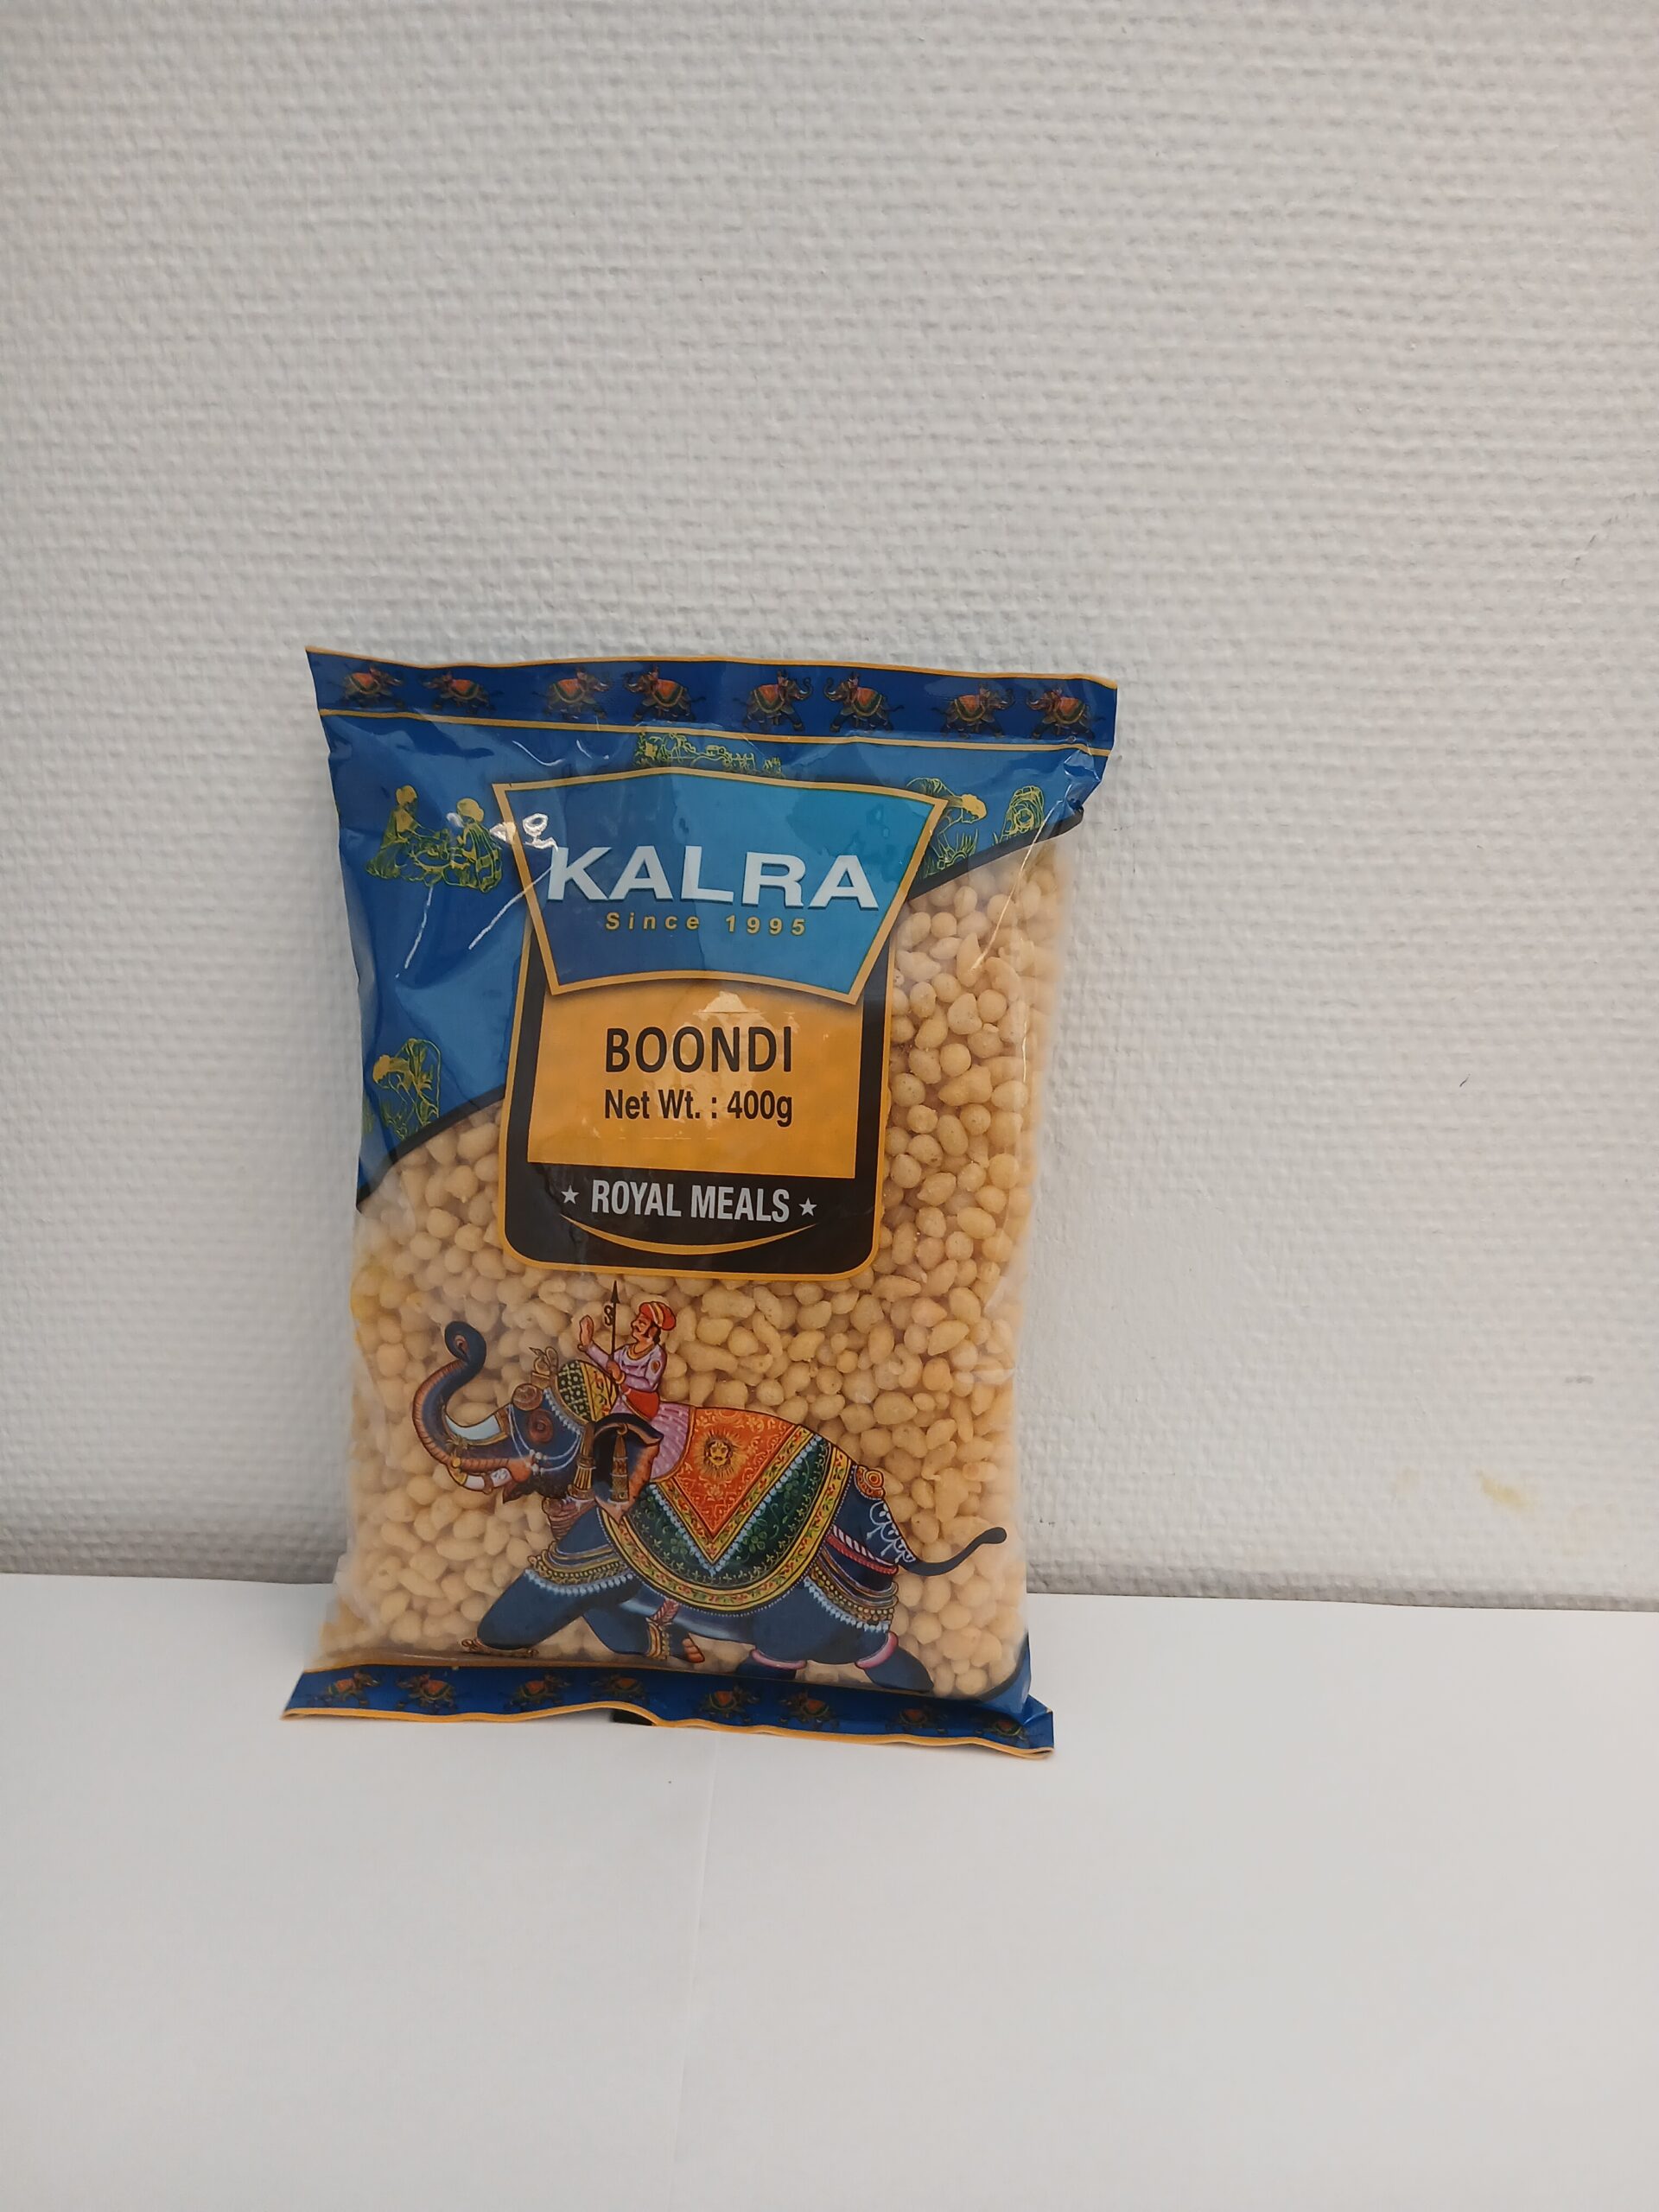 KALRA
Since 1995
BOONDI
Net Wt. : 400g
ROYAL MEALS